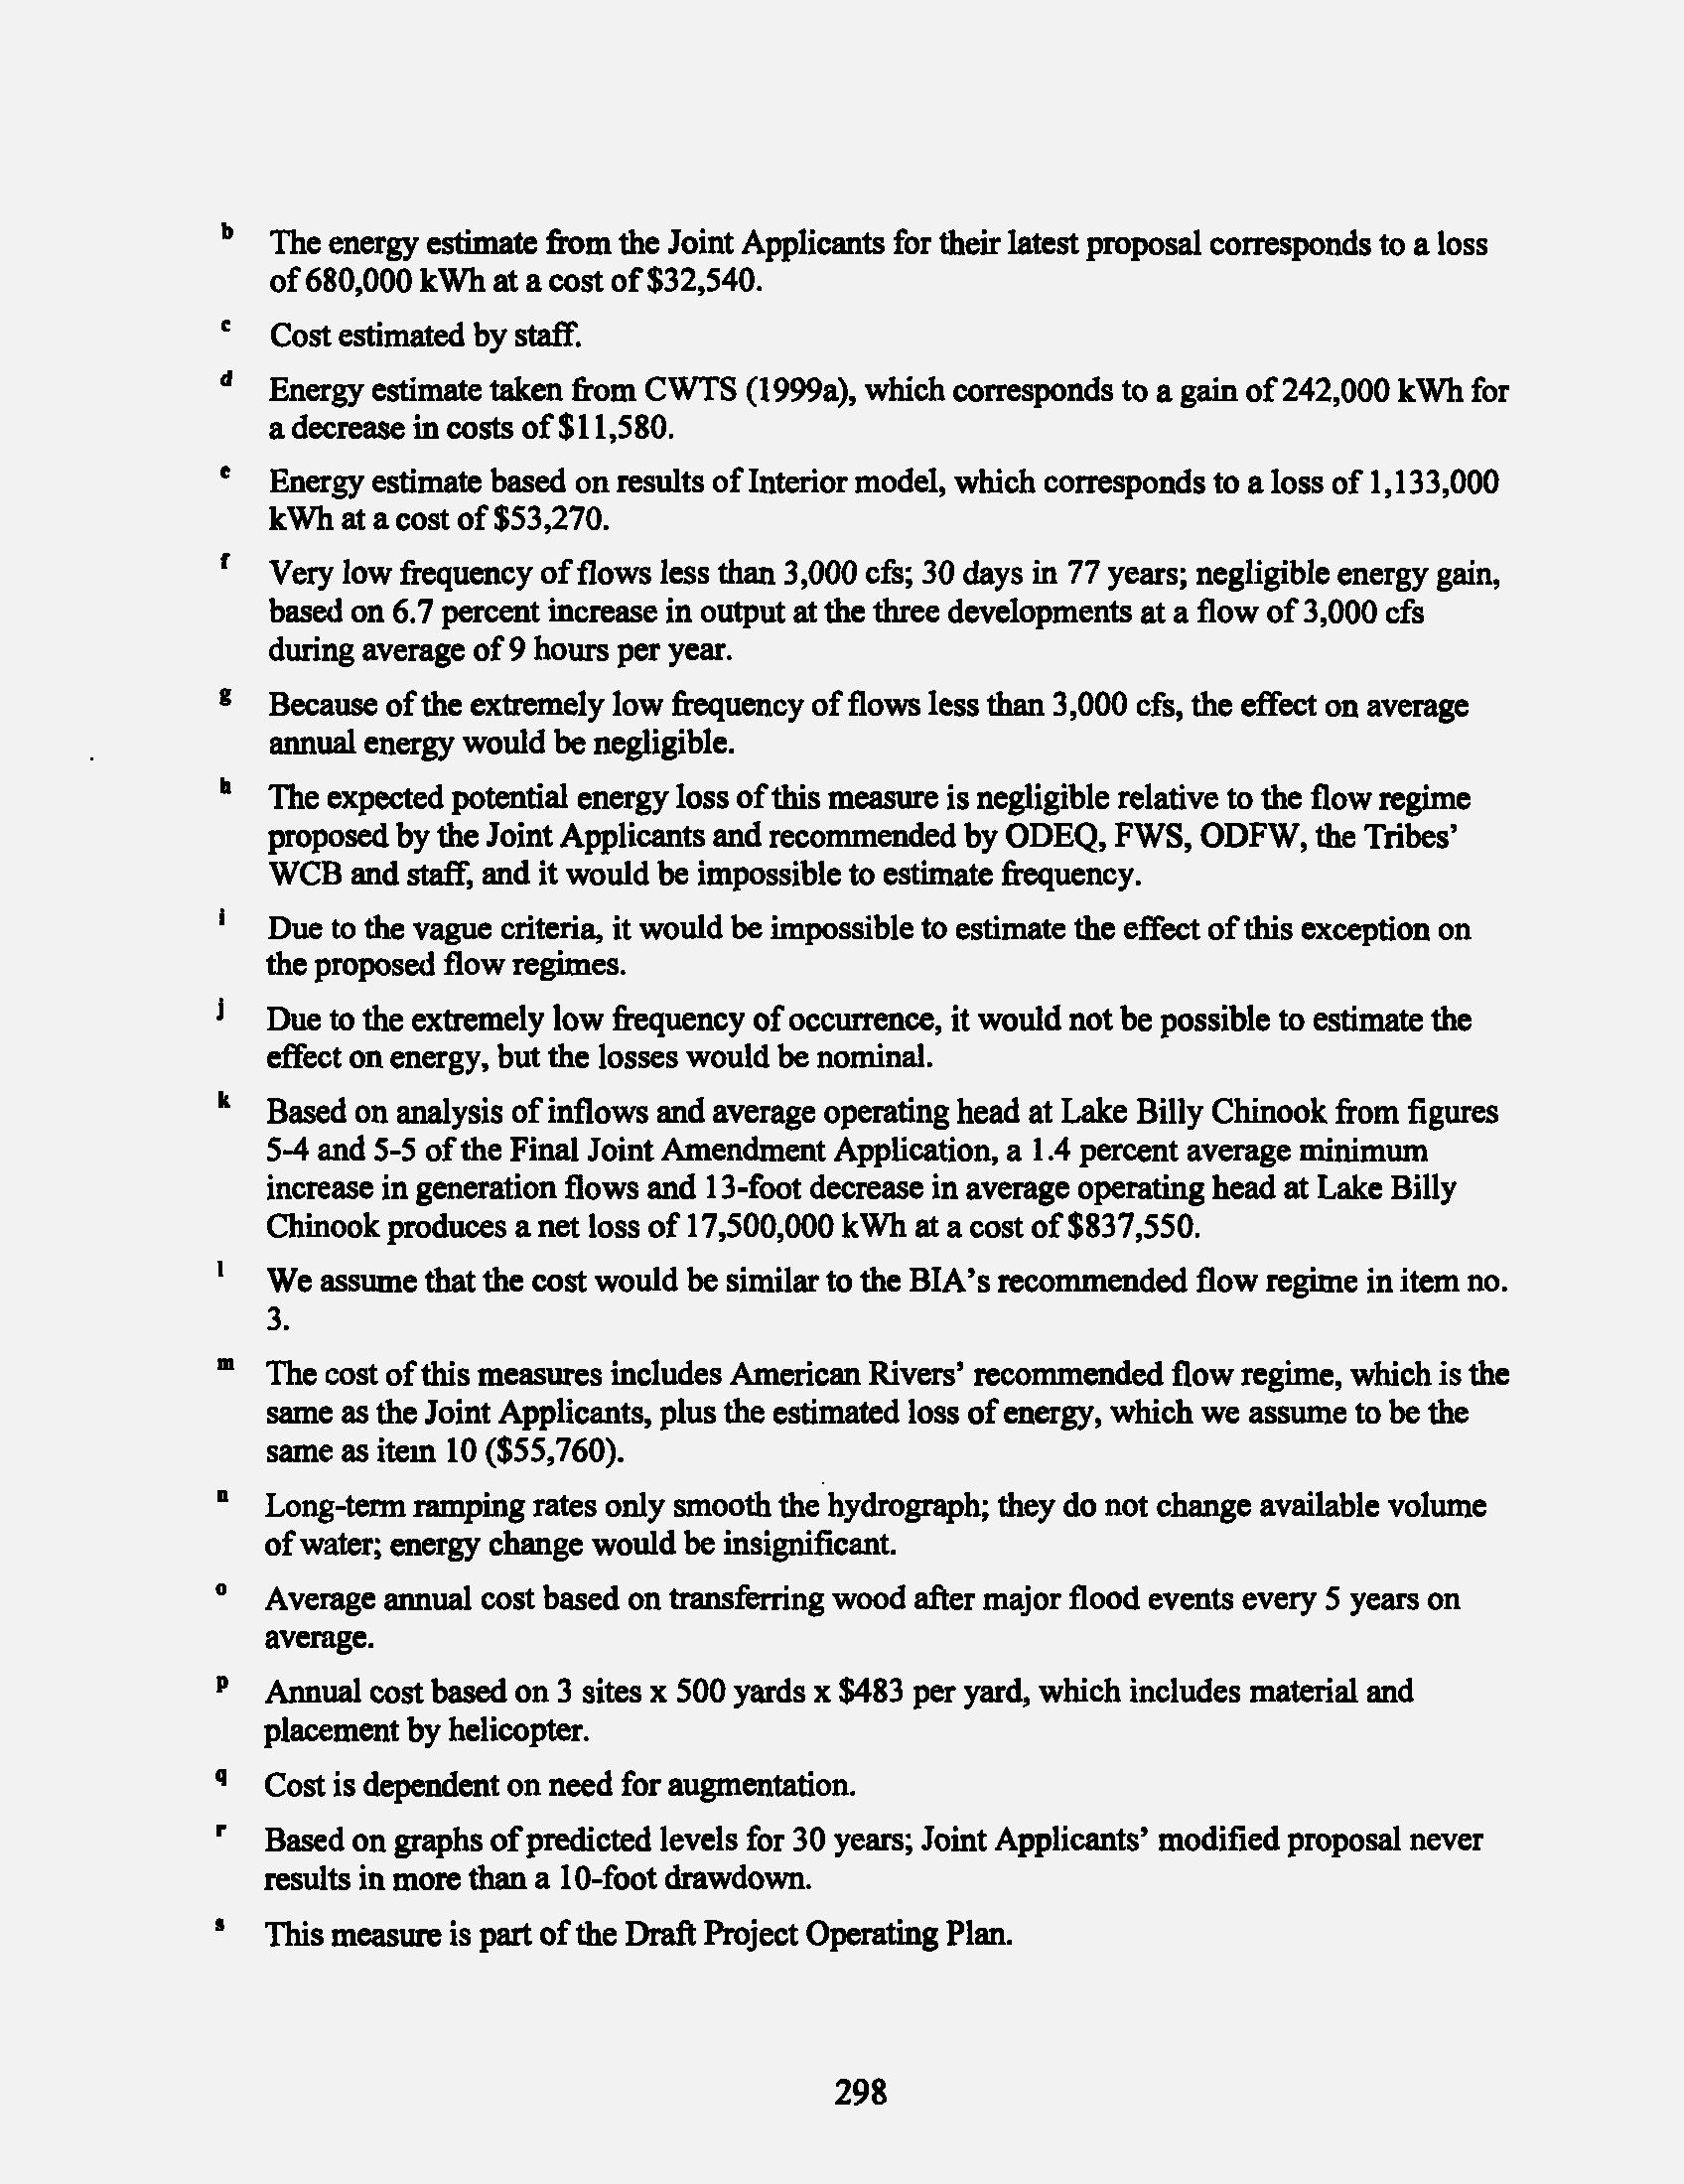 b The energy estimate from the Joint Applicants for their latest proposal corresponds to a loss
of 680,000 kWh at a cost of $32,540.
c Cost estimated by staff.
d Energy estimate taken from CWTS (1999a), which corresponds to a gain of 242,000 kWh for
a decrease in costs of $11,580.
e Energy estimate based on results of Interior model, which corresponds to a loss of 1,133,000
kWh at a cost of $53,270.
f Very low frequency of flows less than 3,000 cfs; 30 days in 77 years; negligible energy gain,
based on 6.7 percent increase in output at the three developments at a flow of 3,000 cfs
during average of 9 hours per year.
g Because of the extremely low frequency of flows less than 3,000 cfs, the effect on average
annual energy would be negligible.
h The expected potential energy loss of this measure is negligible relative to the flow regime
proposed by the Joint Applicants and recommended by ODEQ, FWS, ODFW, the Tribes'
WCB and staff, and it would be impossible to estimate frequency.
i Due to the vague criteria, it would be impossible to estimate the effect of this exception on
the proposed flow regimes.
j Due to the extremely low frequency of occurrence, it would not be possible to estimate the
effect on energy, but the losses would be nominal.
k Based on analysis of inflows and average operating head at Lake Billy Chinook from figures
5-4 and 5-5 of the Final Joint Amendment Application, a 1.4 percent average minimum
increase in generation flows and 13-foot decrease in average operating head at Lake Billy
Chinook produces a net loss of 17,500,000 kWh at a cost of $837,550.
l We assume that the cost would be similar to the BIA's recommended flow regime in item no.
3.
m The cost of this measures includes American Rivers' recommended flow regime, which is the
same as the Joint Applicants, plus the estimated loss of energy, which we assume to be the
same as item 10 ($55,760).
n Long-term ramping rates only smooth the hydrograph; they do not change available volume
of water; energy change would be insignificant.
o Average annual cost based on transferring wood after major flood events every 5 years on
average.
p Annual cost based on 3 sites x 500 yards x $483 per yard, which includes material and
placement by helicopter.
q Cost is dependent on need for augmentation.
r Based on graphs of predicted levels for 30 years; Joint Applicants' modified proposal never
results in more than a 10-foot drawdown.
s This measure is part of the Draft Project Operating Plan.
298